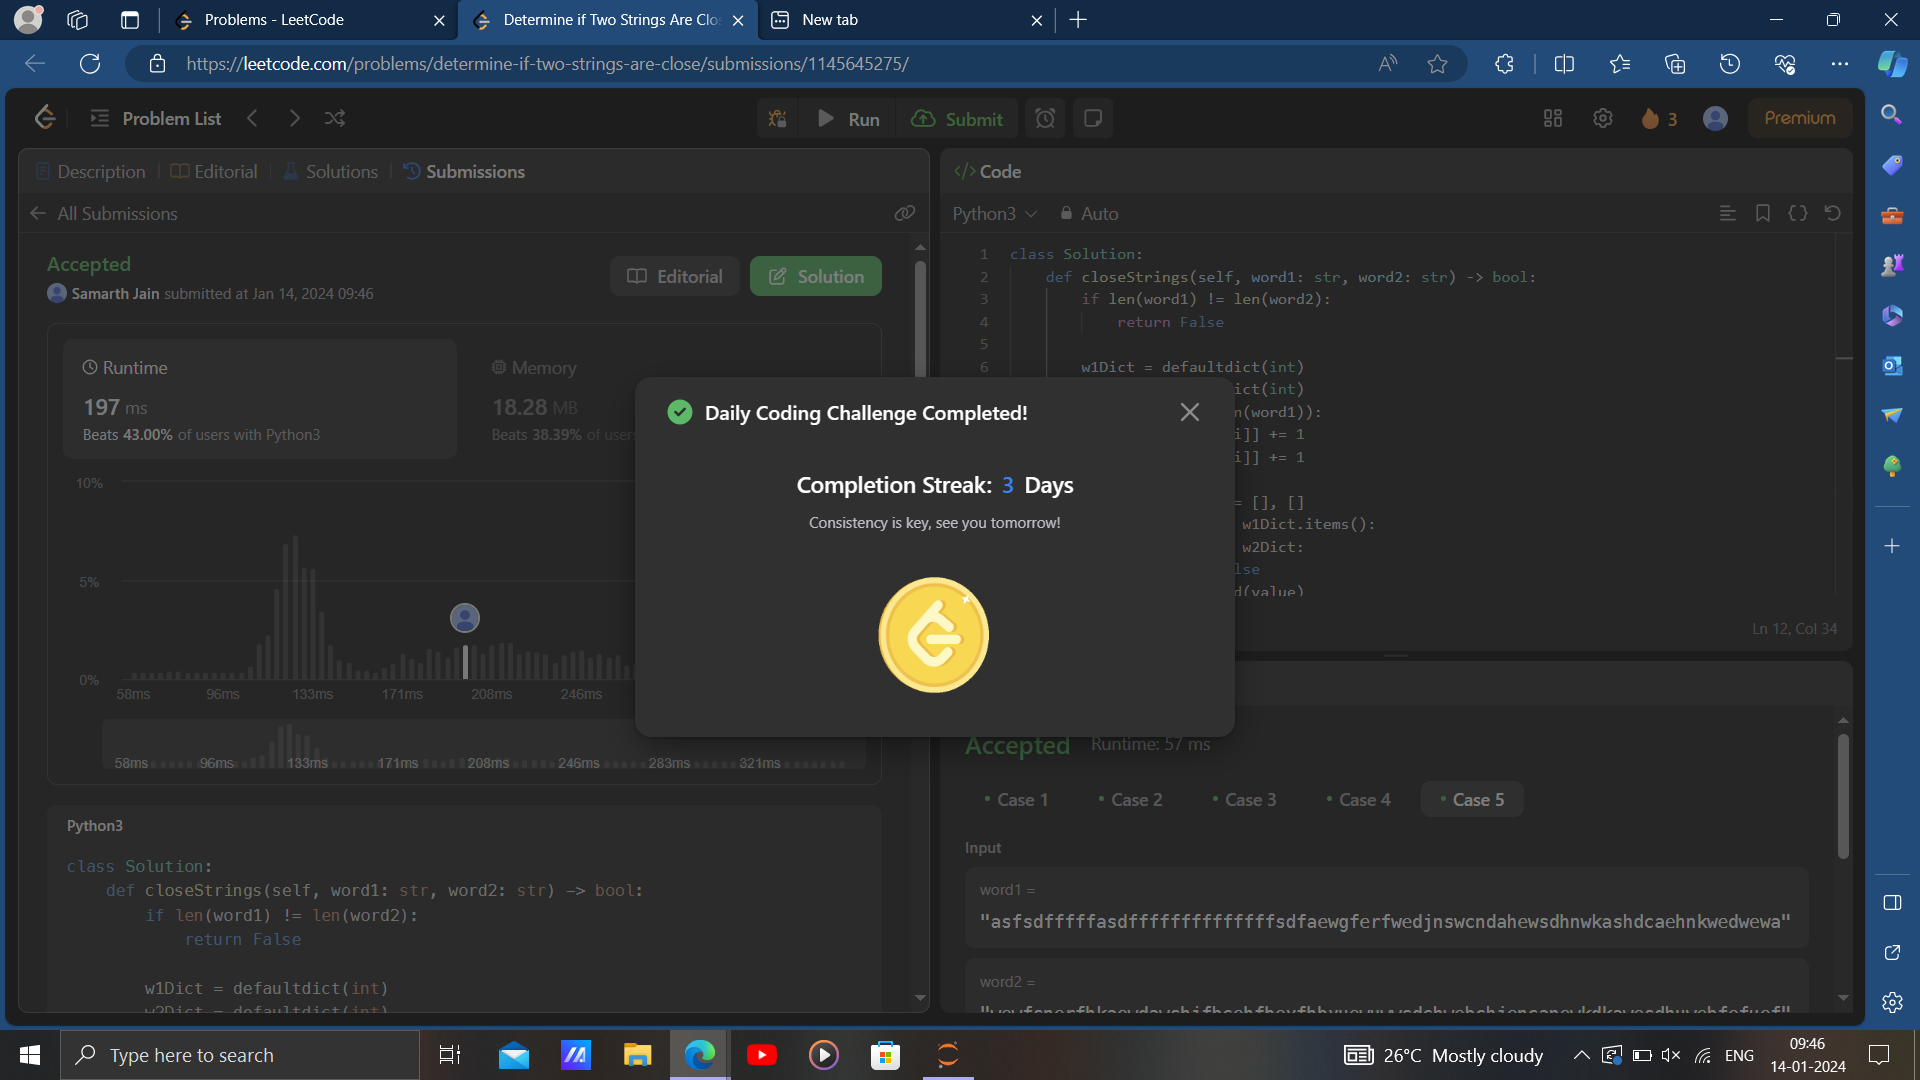 Problems - LeetCode
Determine if Two Strings Are Clo
New tab
https://leetcode.com/problems/determine-if-two-strings-are-close/submissions/1145645275/
Problem List
Run
Submit
3
Premium
Description
Editorial
Solutions
Submissions
All Submissions
Accepted
Samarth Jain submitted at Jan 14, 2024 09:46
Editorial
Solution
Runtime
197 ms
Beats 43.00% of users with Python3
Memory
18.28 MB
Beats 38.39% of users
10%
5%
0%
58ms 96ms 133ms 171ms 208ms 246ms
58ms 96ms 133ms 171ms 208ms 246ms 283ms 321ms
Python3
class Solution:
def closeStrings(self, word1: str, word2: str) -> bool:
if len(word1) != len(word2):
return False
w1Dict = defaultdict(int)
w2Dict = defaultdict(int)
Daily Coding Challenge Completed!
Completion Streak: 3 Days
Consistency is key, see you tomorrow!
</> Code
Python3
Auto
1 class Solution:
2 def closeStrings(self, word1: str, word2: str) -> bool:
3 if len(word1) != len(word2):
4 return False
5
6 w1Dict = defaultdict(int)
ict(int)
n(word1)):
i]] += 1
i]] += 1
= [], []
w1Dict.items():
w2Dict:
lse
d(value)
Ln 12, Col 34
Accepted
Runtime: 57 ms
Case 1
Case 2
Case 3
Case 4
Case 5
Input
word1 =
"asfsdfffffasdfffffffffffffffsdfaewgferfwedjnswcndahewsdhnwkashdcaehnkwedwewa"
word2 =
Type here to search
26°C Mostly cloudy
ENG
09:46
14-01-2024